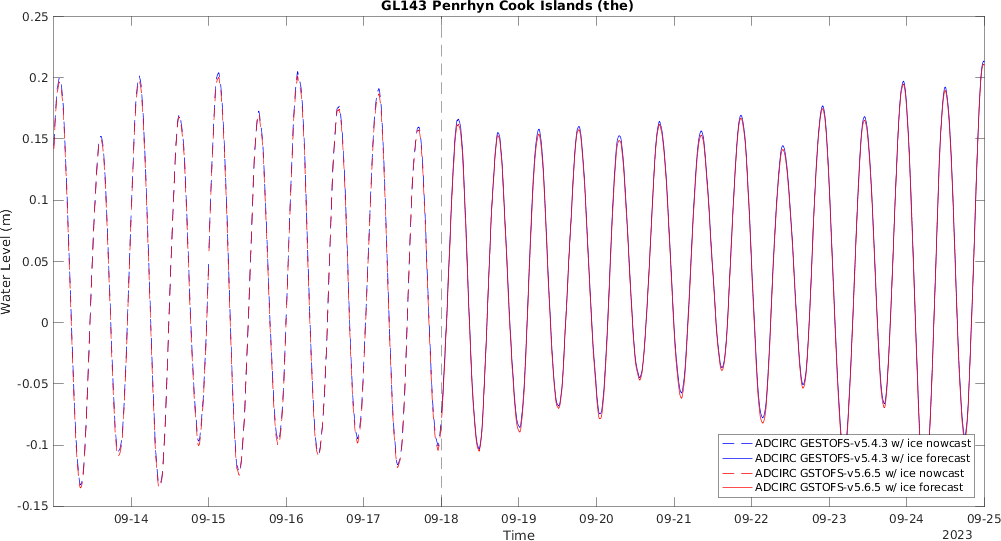 GL143 Penrhyn Cook Islands (the)
0.25
0.2
0.15
0.1
0.05
0
-0.05
-0.1
-0.15
Water Level (m)
ADCIRC GESTOFS-v5.4.3 w/ ice nowcast
ADCIRC GESTOFS-v5.4.3 w/ ice forecast
ADCIRC GSTOFS-v5.6.5 w/ ice nowcast
ADCIRC GSTOFS-v5.6.5 w/ ice forecast
09-14 09-15 09-16 09-17 09-18 09-19 09-20 09-21 09-22 09-23 09-24 09-25
Time
2023